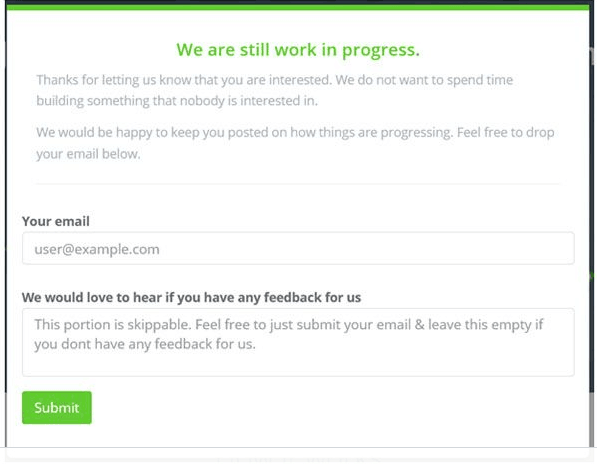 We are still work in progress.
Thanks for letting us know that you are interested. We do not want to spend time
building something that nobody is interested in.
We would be happy to keep you posted on how things are progressing. Feel free to drop
your email below.
Your email
user@example.com
We would love to hear if you have any feedback for us
This portion is skippable. Feel free to just submit your email & leave this empty if
you dont have any feedback for us.
Submit